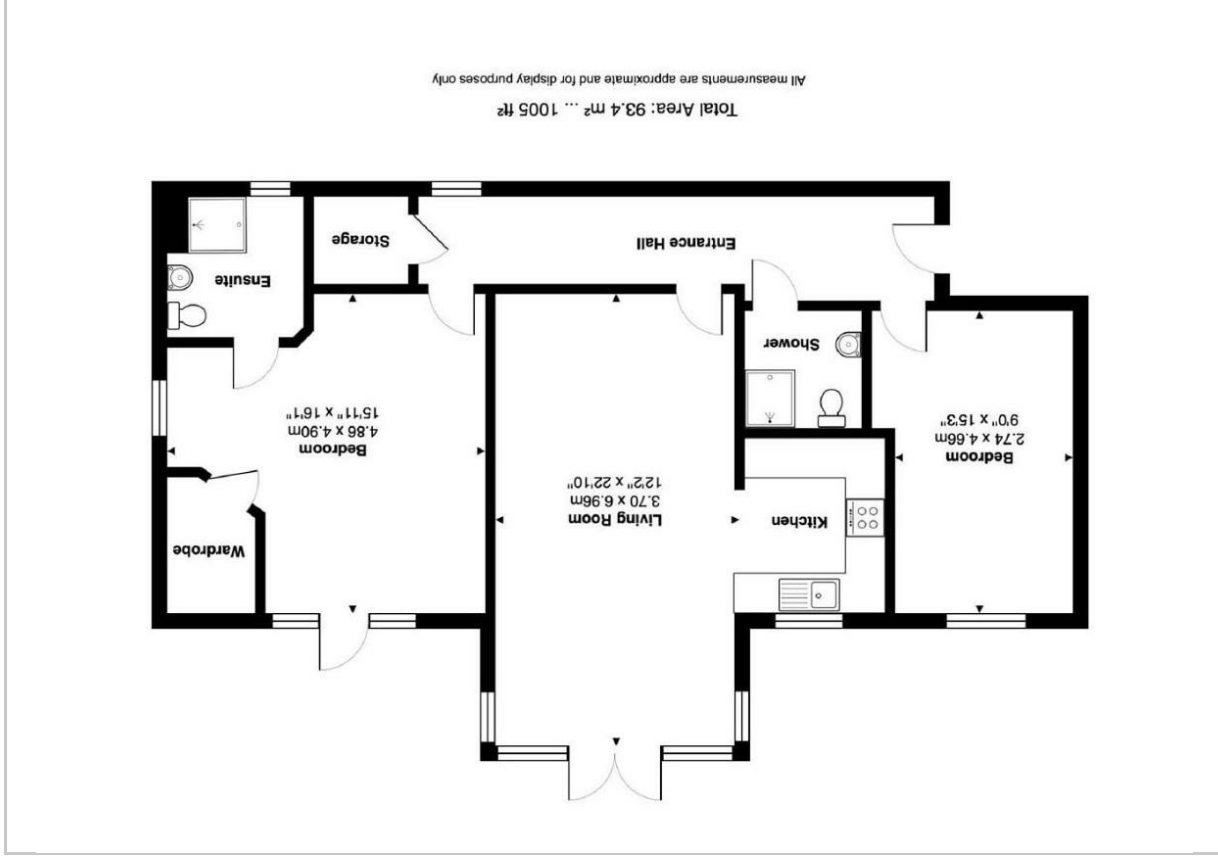 Wardrobe
Kitchen
Living Room
3.70 x 6.96m
12'2" x 22'10"
Bedroom
2.74 x 4.66m
9'0" x 15'3"
Bedroom
4.86 x 4.90m
15'11" x 16'1"
Shower
Ensuite
Entrance Hall
Storage
Total Area: 93.4 m² ... 1005 ft²
All measurements are approximate and for display purposes only